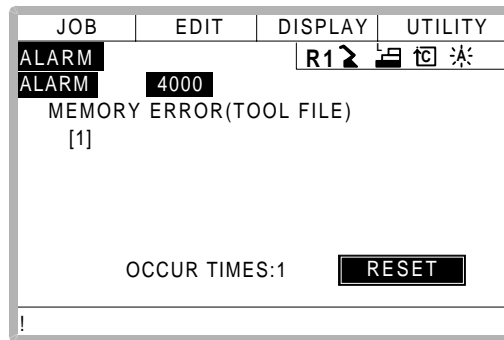 JOB EDIT DISPLAY UTILITY
ALARM R1 C
ALARM 4000
MEMORY ERROR(TOOL FILE)
[1]
OCCUR TIMES:1 RESET
!